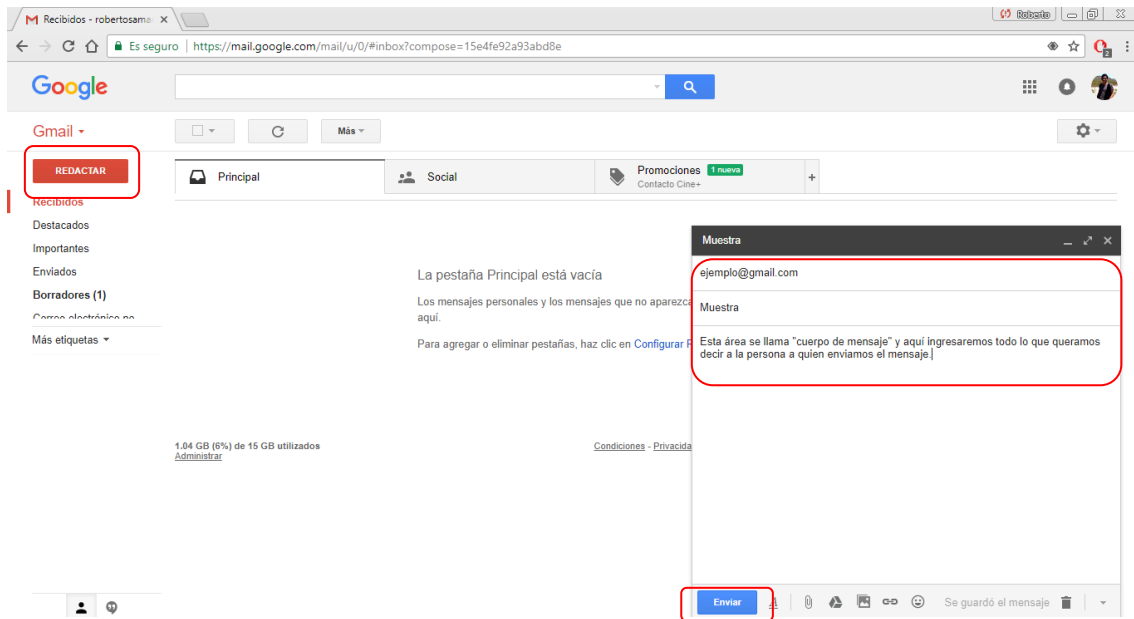 Recibidos - robertosama
Roberto
Es seguro | https://mail.google.com/mail/u/0/#inbox?compose=15e4fe92a93abd8e
2
Google
Gmail
Más
REDACTAR
Principal
Social
Promociones 1 nueva
Contacto Cine+
+
Recibidos
Destacados
Importantes
Enviados
Borradores (1)
Correo electrónico no
Más etiquetas
La pestaña Principal está vacía
Los mensajes personales y los mensajes que no aparezca
aquí.
Para agregar o eliminar pestañas, haz clic en Configurar
1.04 GB (6%) de 15 GB utilizados
Administrar
Condiciones - Privacida
Muestra
ejemplo@gmail.com
Muestra
Esta área se llama "cuerpo de mensaje" y aquí ingresaremos todo lo que queramos
decir a la persona a quien enviamos el mensaje.
Enviar
A
Se guardó el mensaje